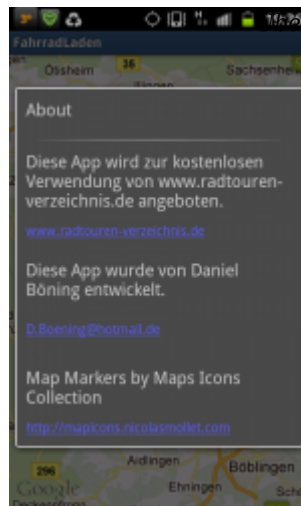 FahrradLaden
Ossheim
Sachsenhei
About
Diese App wird zur kostenlosen
Verwendung von www.radtouren-
verzeichnis.de angeboten.
www.radtouren-verzeichnis.de
Diese App wurde von Daniel
Böning entwickelt.
D.Boening@hotmail.de
Map Markers by Maps Icons
Collection
http://mapicons.nicolasmollet.com
Aidlingen
296
Böblingen
Google
Ehningen